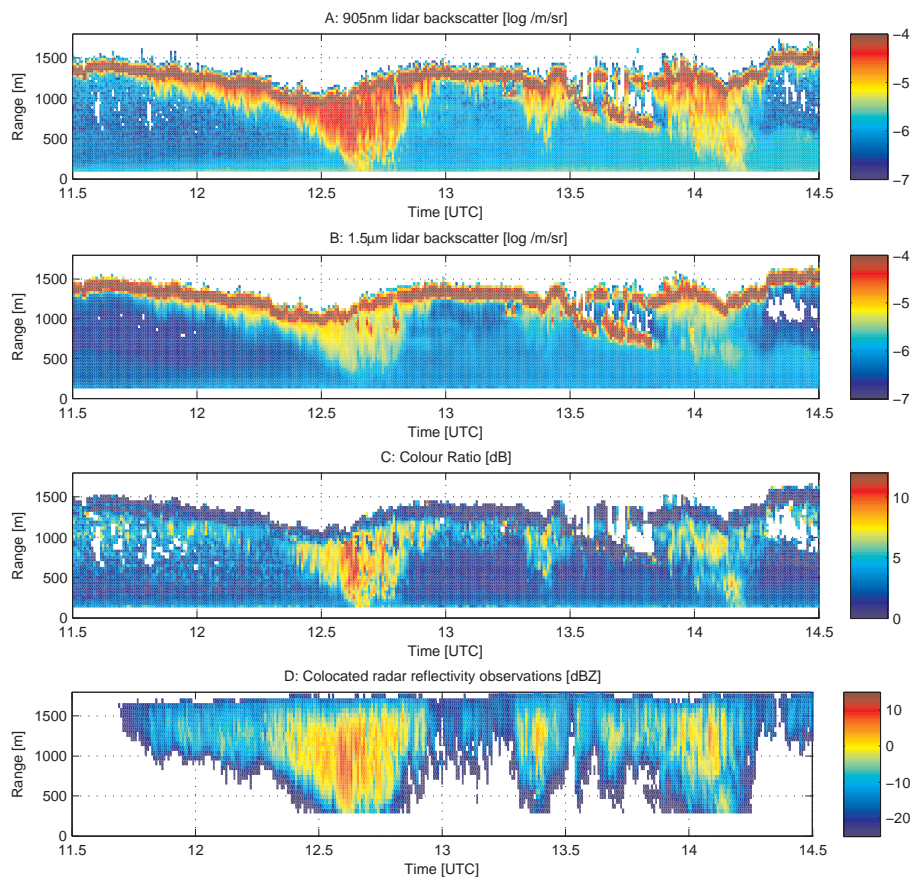 A: 905nm lidar backscatter [log /m/sr]
Range [m]
1500
1000
500
0
11.5 12 12.5 13 13.5 14 14.5
Time [UTC]
−4
−5
−6
−7
B: 1.5μm lidar backscatter [log /m/sr]
Range [m]
1500
1000
500
0
11.5 12 12.5 13 13.5 14 14.5
Time [UTC]
−4
−5
−6
−7
C: Colour Ratio [dB]
Range [m]
1500
1000
500
0
11.5 12 12.5 13 13.5 14 14.5
Time [UTC]
10
5
0
D: Colocated radar reflectivity observations [dBZ]
Range [m]
1500
1000
500
0
11.5 12 12.5 13 13.5 14 14.5
Time [UTC]
10
0
−10
−20